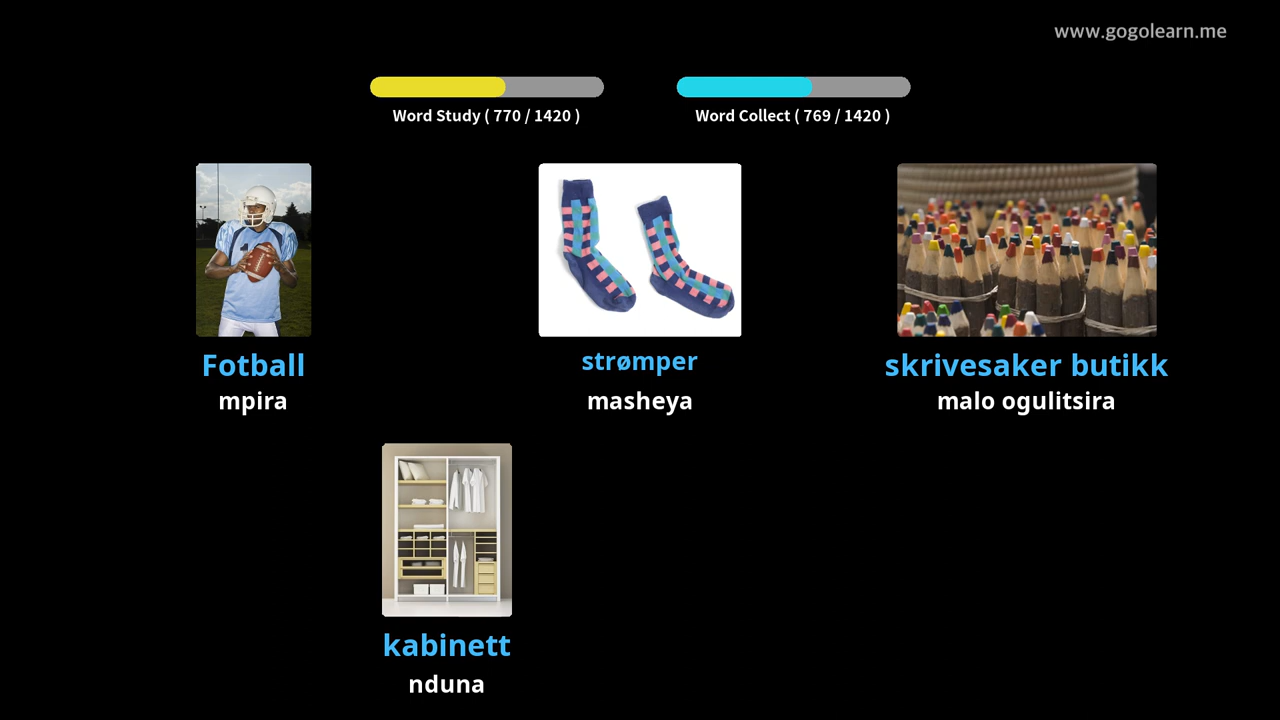 www.gogolearn.me
Word Study ( 770 / 1420 )
Word Collect ( 769 / 1420 )
Fotball
mpira
strømper
masheya
skrivesaker butikk
malo ogulitsira
kabinett
nduna